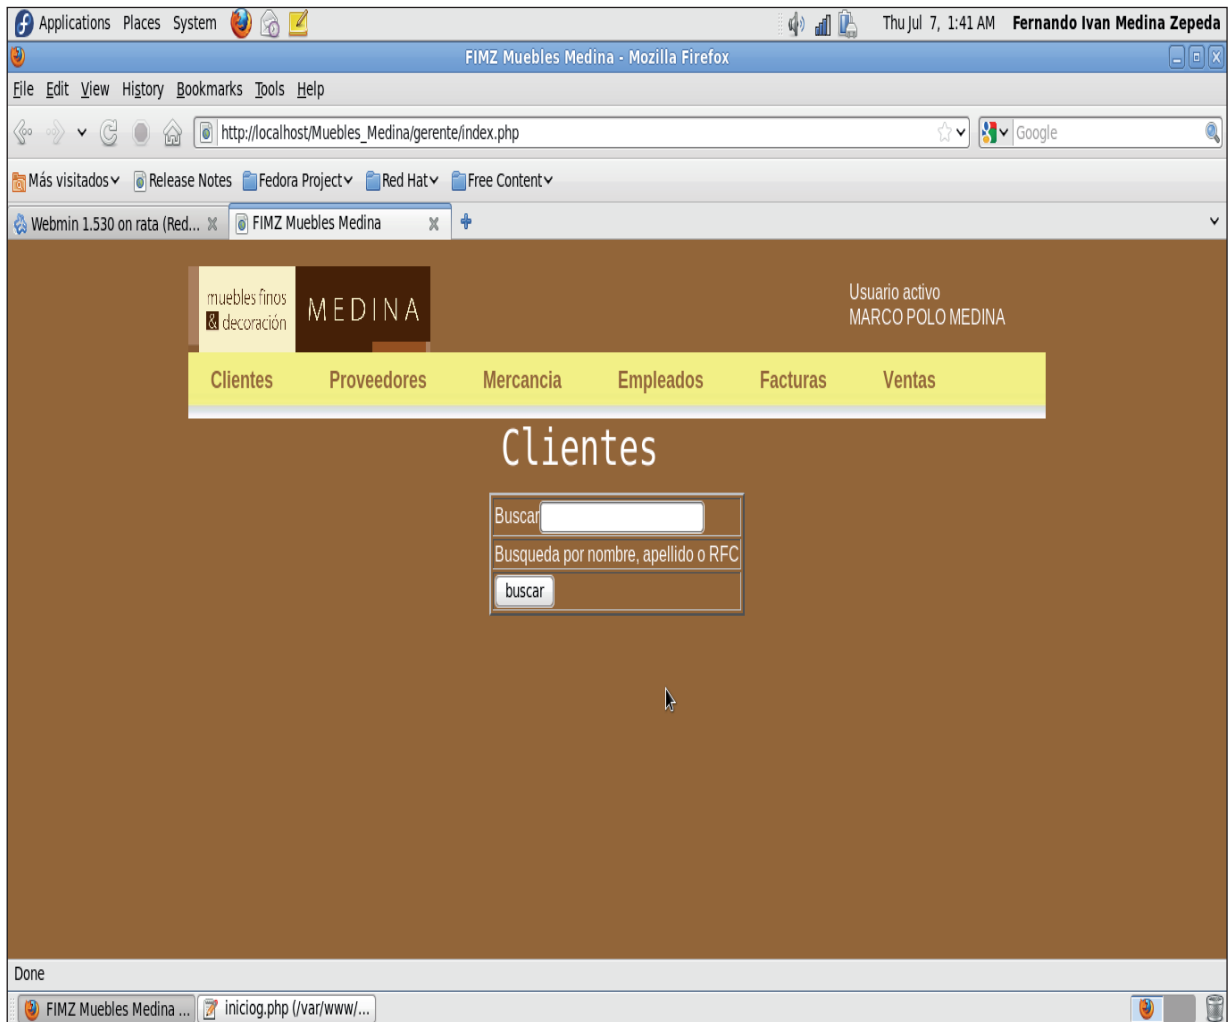 Applications Places System Thu Jul 7, 1:41 AM Fernando Ivan Medina Zepeda
FIMZ Muebles Medina - Mozilla Firefox
File Edit View History Bookmarks Tools Help
http://localhost/Muebles_Medina/gerente/index.php Google
Más visitados Release Notes Fedora Project Red Hat Free Content
Webmin 1.530 on rata (Red... FIMZ Muebles Medina
muebles finos
& decoración
MEDINA
Usuario activo
MARCO POLO MEDINA
Clientes Proveedores Mercancia Empleados Facturas Ventas
Clientes
Buscar
Busqueda por nombre, apellido o RFC
buscar
Done
FIMZ Muebles Medina ... iniciog.php (/var/www/...